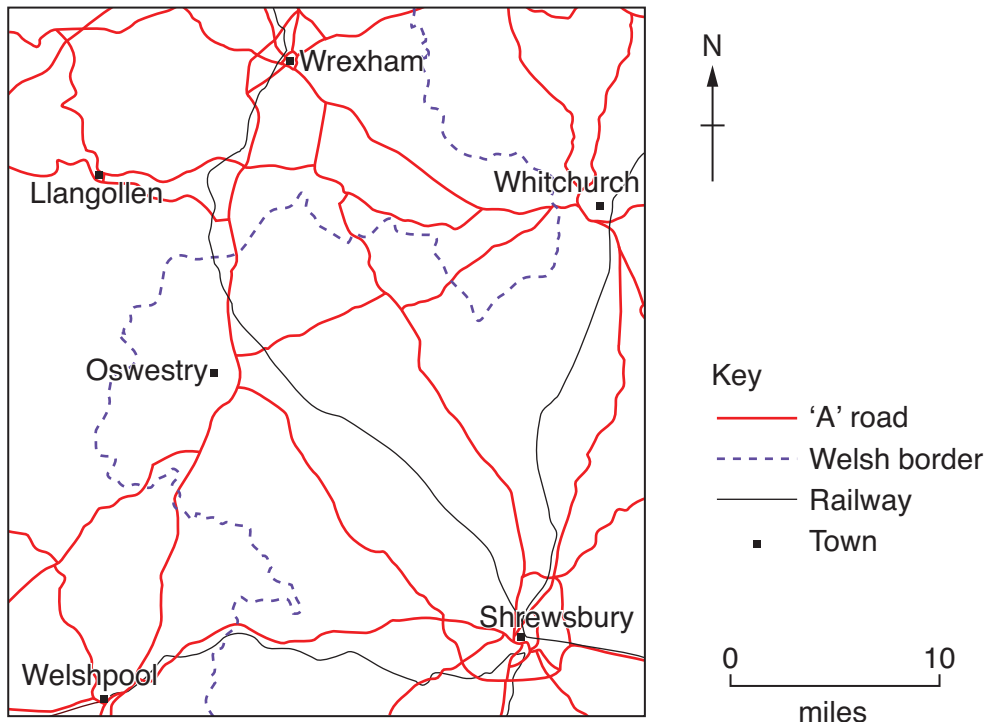 Wrexham
N
Llangollen
Whitchurch
Oswestry
Key
'A' road
Welsh border
Railway
Town
Shrewsbury
Welshpool
0 10
miles